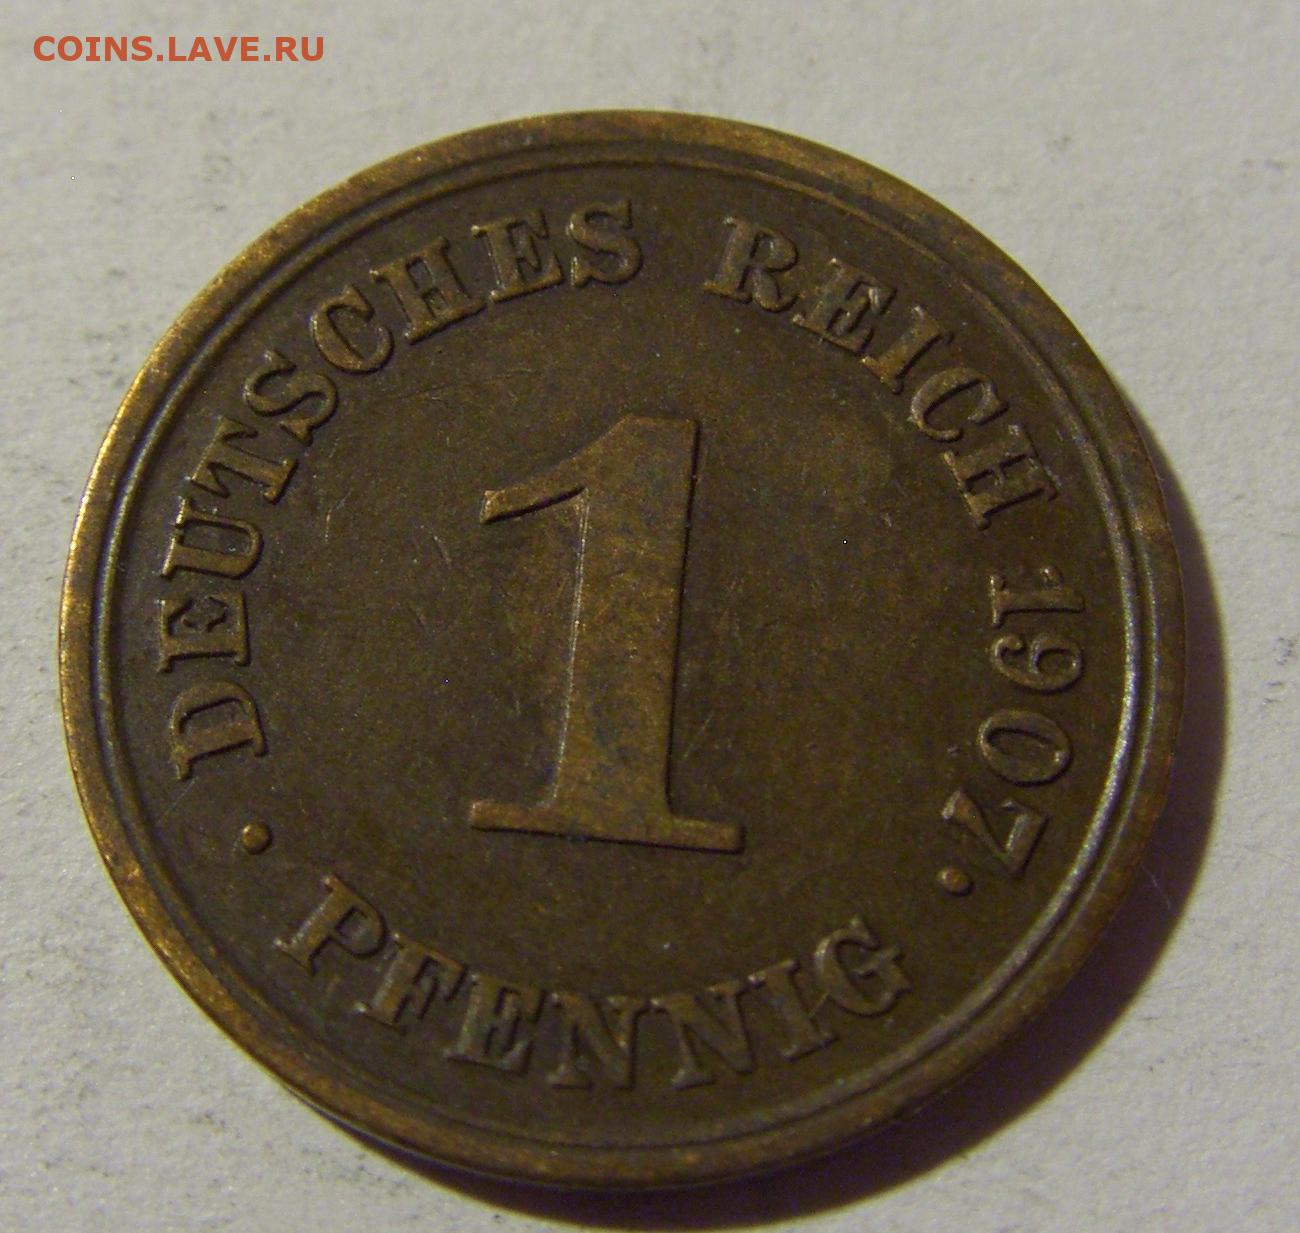 COINS.LAVE.RU
· DEUTSCHES REICH 1907 ·
1
PFENNIG